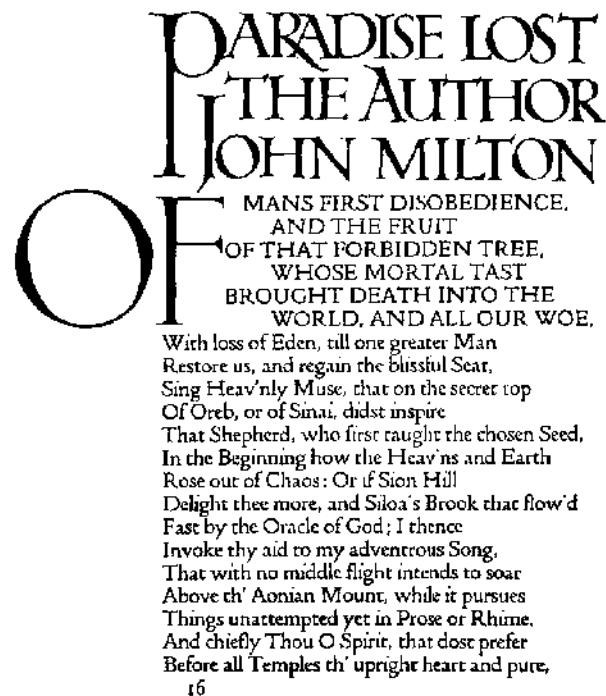 PARADISE LOST
THE AUTHOR
JOHN MILTON
OF MANS FIRST DISOBEDIENCE,
AND THE FRUIT
OF THAT FORBIDDEN TREE,
WHOSE MORTAL TAST
BROUGHT DEATH INTO THE
WORLD, AND ALL OUR WOE,
With loss of Eden, till one greater Man
Restore us, and regain the blissful Seat,
Sing Heav'nly Muse, that on the secret top
Of Oreb, or of Sinai, didst inspire
That Shepherd, who first taught the chosen Seed,
In the Beginning how the Heav'ns and Earth
Rose out of Chaos: Or if Sion Hill
Delight thee more, and Siloa's Brook that flow'd
Fast by the Oracle of God; I thence
Invoke thy aid to my adventrous Song,
That with no middle flight intends to soar
Above th' Aonian Mount, while it pursues
Things unattempted yet in Prose or Rhime.
And chiefly Thou O Spirit, that dost prefer
Before all Temples th' upright heart and pure,
16